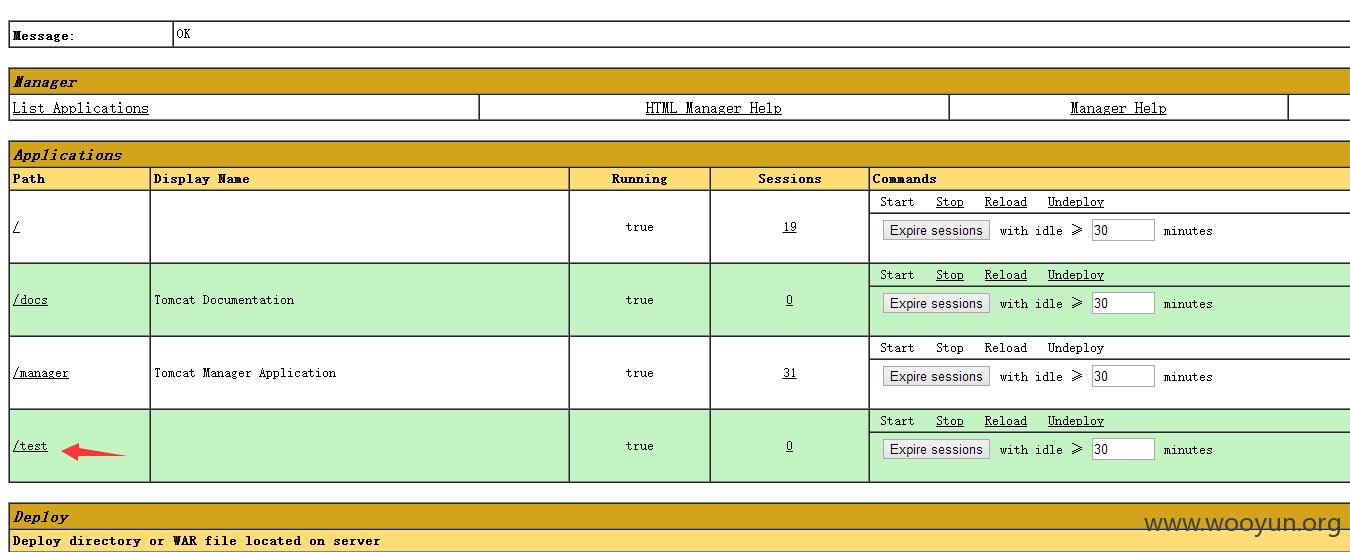 Message: OK
Manager
List Applications HTML Manager Help Manager Help
Applications
Path Display Name Running Sessions Commands
Start Stop Reload Undeploy
/ true 19 Expire sessions with idle ≥ 30 minutes
Start Stop Reload Undeploy
/docs Tomcat Documentation true 0 Expire sessions with idle ≥ 30 minutes
Start Stop Reload Undeploy
/manager Tomcat Manager Application true 31 Expire sessions with idle ≥ 30 minutes
Start Stop Reload Undeploy
/test true 0 Expire sessions with idle ≥ 30 minutes
Deploy
Deploy directory or WAR file located on server
www.wooyun.org